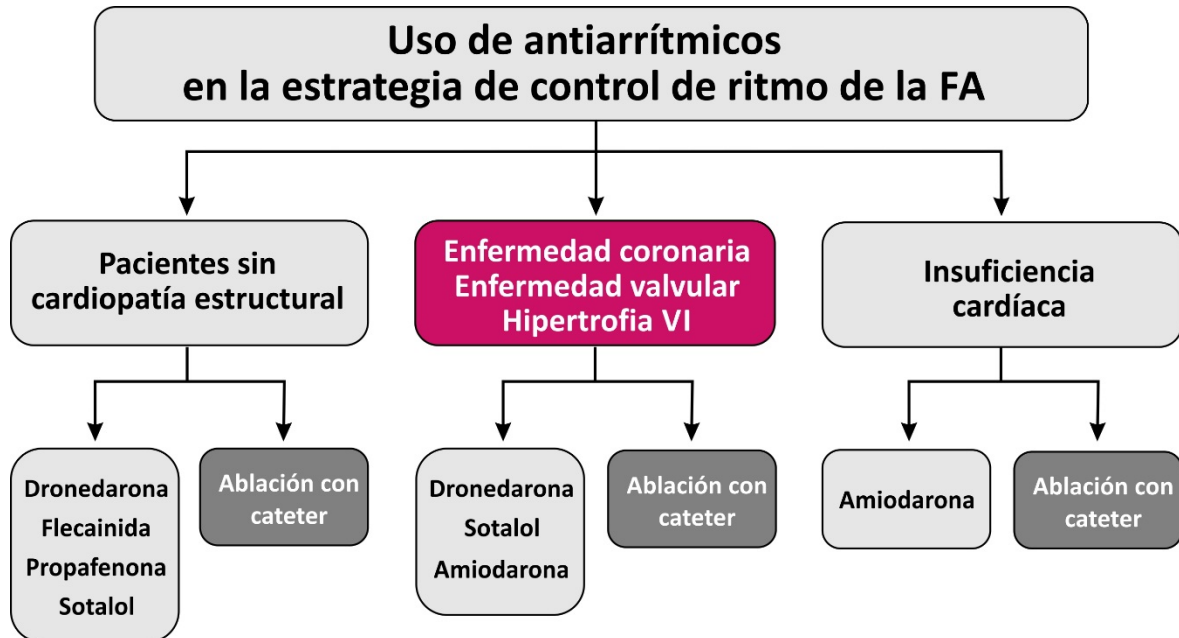 Uso de antiarrítmicos
en la estrategia de control de ritmo de la FA
Pacientes sin
cardiopatía estructural
Enfermedad coronaria
Enfermedad valvular
Hipertrofia VI
Insuficiencia
cardíaca
Dronedarona
Flecainida
Propafenona
Sotalol
Ablación con
cateter
Dronedarona
Sotalol
Amiodarona
Ablación con
cateter
Amiodarona
Ablación con
cateter